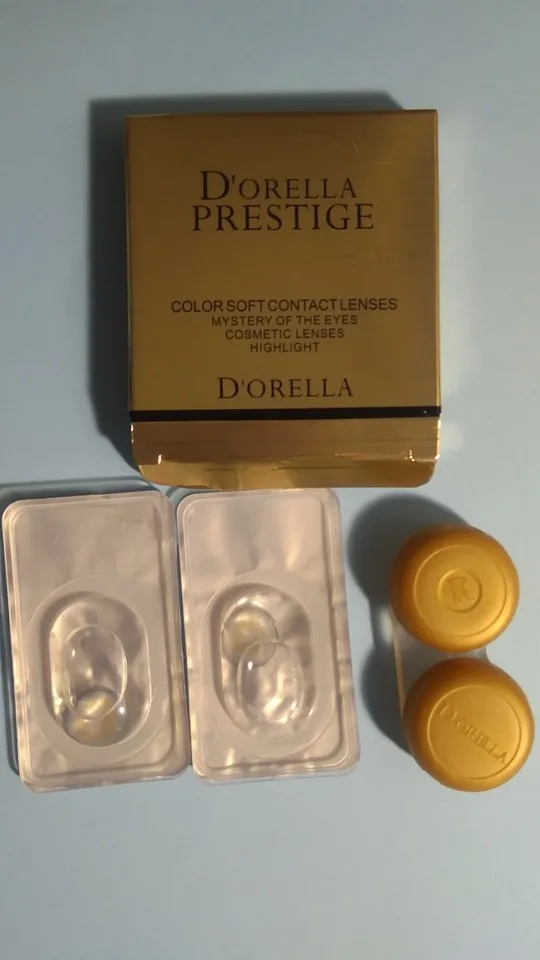 D'ORELLA
PRESTIGE
COLOR SOFT CONTACT LENSES
MYSTERY OF THE EYES
COSMETIC LENSES
HIGHLIGHT
D'ORELLA
R
D'ORELLA